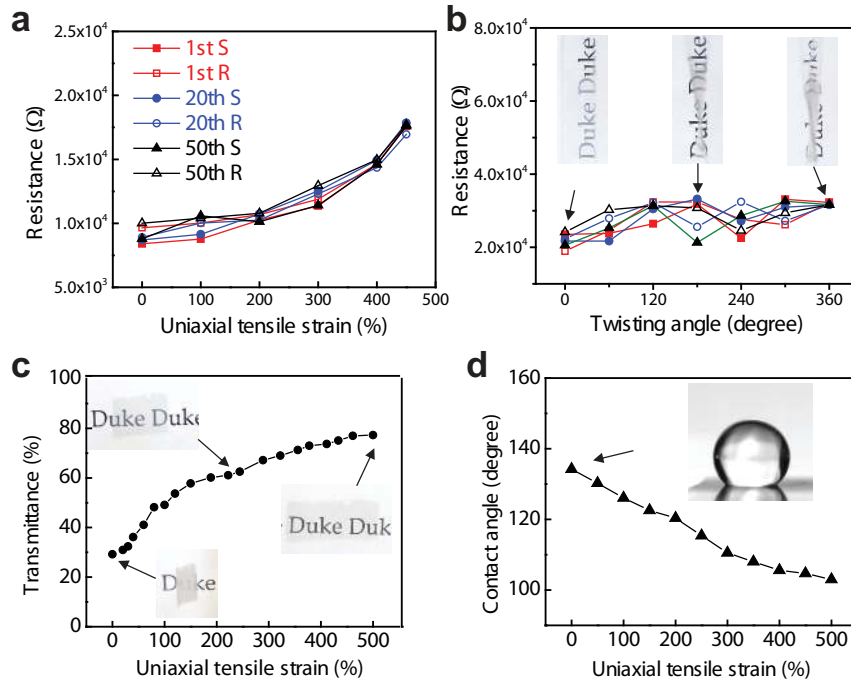 a
2.5x10⁴
2.0x10⁴
1.5x10⁴
1.0x10⁴
5.0x10³
Resistance (Ω)
1st S
1st R
20th S
20th R
50th S
50th R
0 100 200 300 400 500
Uniaxial tensile strain (%)
b
8.0x10⁴
6.0x10⁴
4.0x10⁴
2.0x10⁴
Resistance (Ω)
Duke Duke
Duke Duke
Duke Duke
0 60 120 180 240 300 360
Twisting angle (degree)
c
100
80
60
40
20
0
Transmittance (%)
Duke Duke
Duke Duk
Duke
0 100 200 300 400 500
Uniaxial tensile strain (%)
d
160
140
120
100
Contact angle (degree)
0 100 200 300 400 500
Uniaxial tensile strain (%)